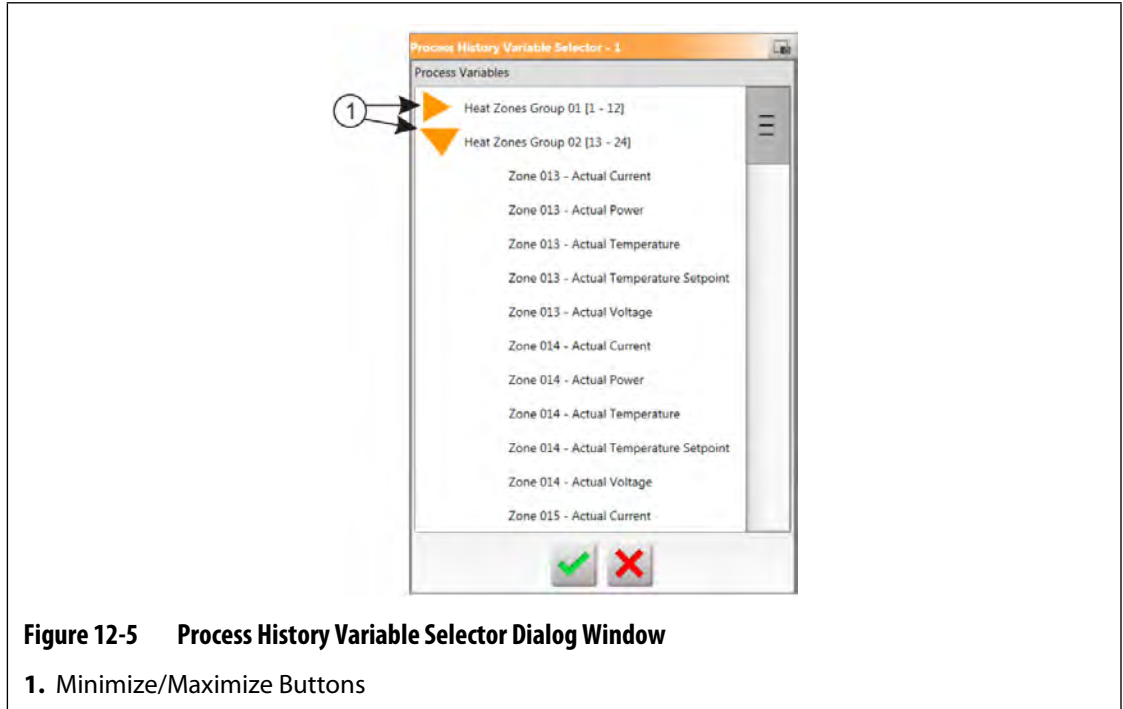 Process History Variable Selector - 1
Process Variables
1
Heat Zones Group 01 [1 - 12]
Heat Zones Group 02 [13 - 24]
Zone 013 - Actual Current
Zone 013 - Actual Power
Zone 013 - Actual Temperature
Zone 013 - Actual Temperature Setpoint
Zone 013 - Actual Voltage
Zone 014 - Actual Current
Zone 014 - Actual Power
Zone 014 - Actual Temperature
Zone 014 - Actual Temperature Setpoint
Zone 014 - Actual Voltage
Zone 015 - Actual Current
Figure 12-5 Process History Variable Selector Dialog Window
1. Minimize/Maximize Buttons